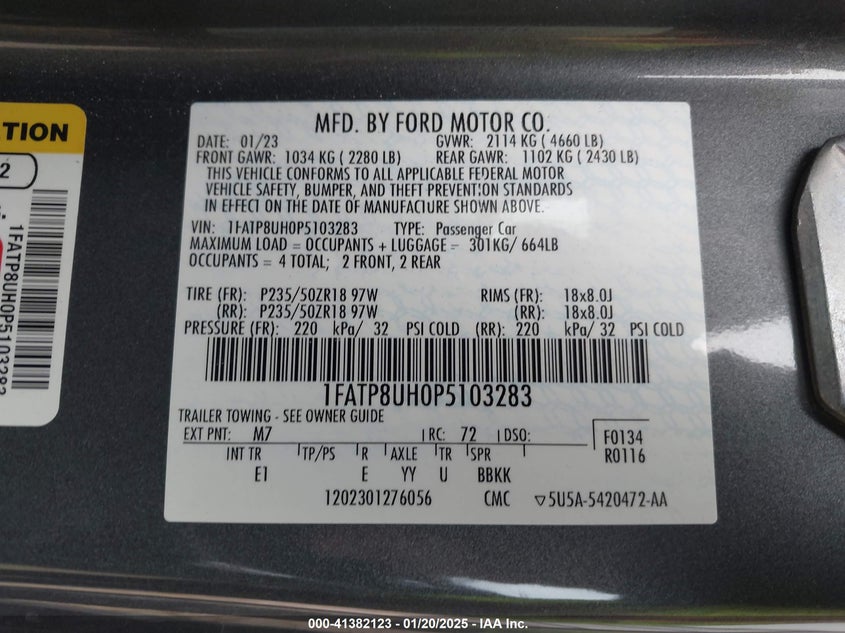 TION
2
1FATP8UH0P5103283
MFD. BY FORD MOTOR CO.
DATE: 01/23 GVWR: 2114 KG ( 4660 LB)
FRONT GAWR: 1034 KG ( 2280 LB) REAR GAWR: 1102 KG ( 2430 LB)
THIS VEHICLE CONFORMS TO ALL APPLICABLE FEDERAL MOTOR
VEHICLE SAFETY, BUMPER, AND THEFT PREVENTION STANDARDS
IN EFFECT ON THE DATE OF MANUFACTURE SHOWN ABOVE.
VIN: 1FATP8UH0P5103283 TYPE: Passenger Car
MAXIMUM LOAD = OCCUPANTS + LUGGAGE = 301KG/ 664LB
OCCUPANTS = 4 TOTAL; 2 FRONT, 2 REAR
TIRE (FR): P235/50ZR18 97W RIMS (FR): 18x8.0J
(RR): P235/50ZR18 97W (RR): 18x8.0J
PRESSURE (FR): 220 kPa/ 32 PSI COLD (RR): 220 kPa/ 32 PSI COLD
1FATP8UH0P5103283
TRAILER TOWING - SEE OWNER GUIDE
EXT PNT: M7 RC: 72 DSO: F0134
R0116
INT TR TP/PS R AXLE TR SPR
E1 E YY U BBKK
1202301276056 CMC ▽5U5A-5420472-AA
000-41382123 — 01/20/2025 - IAA Inc.